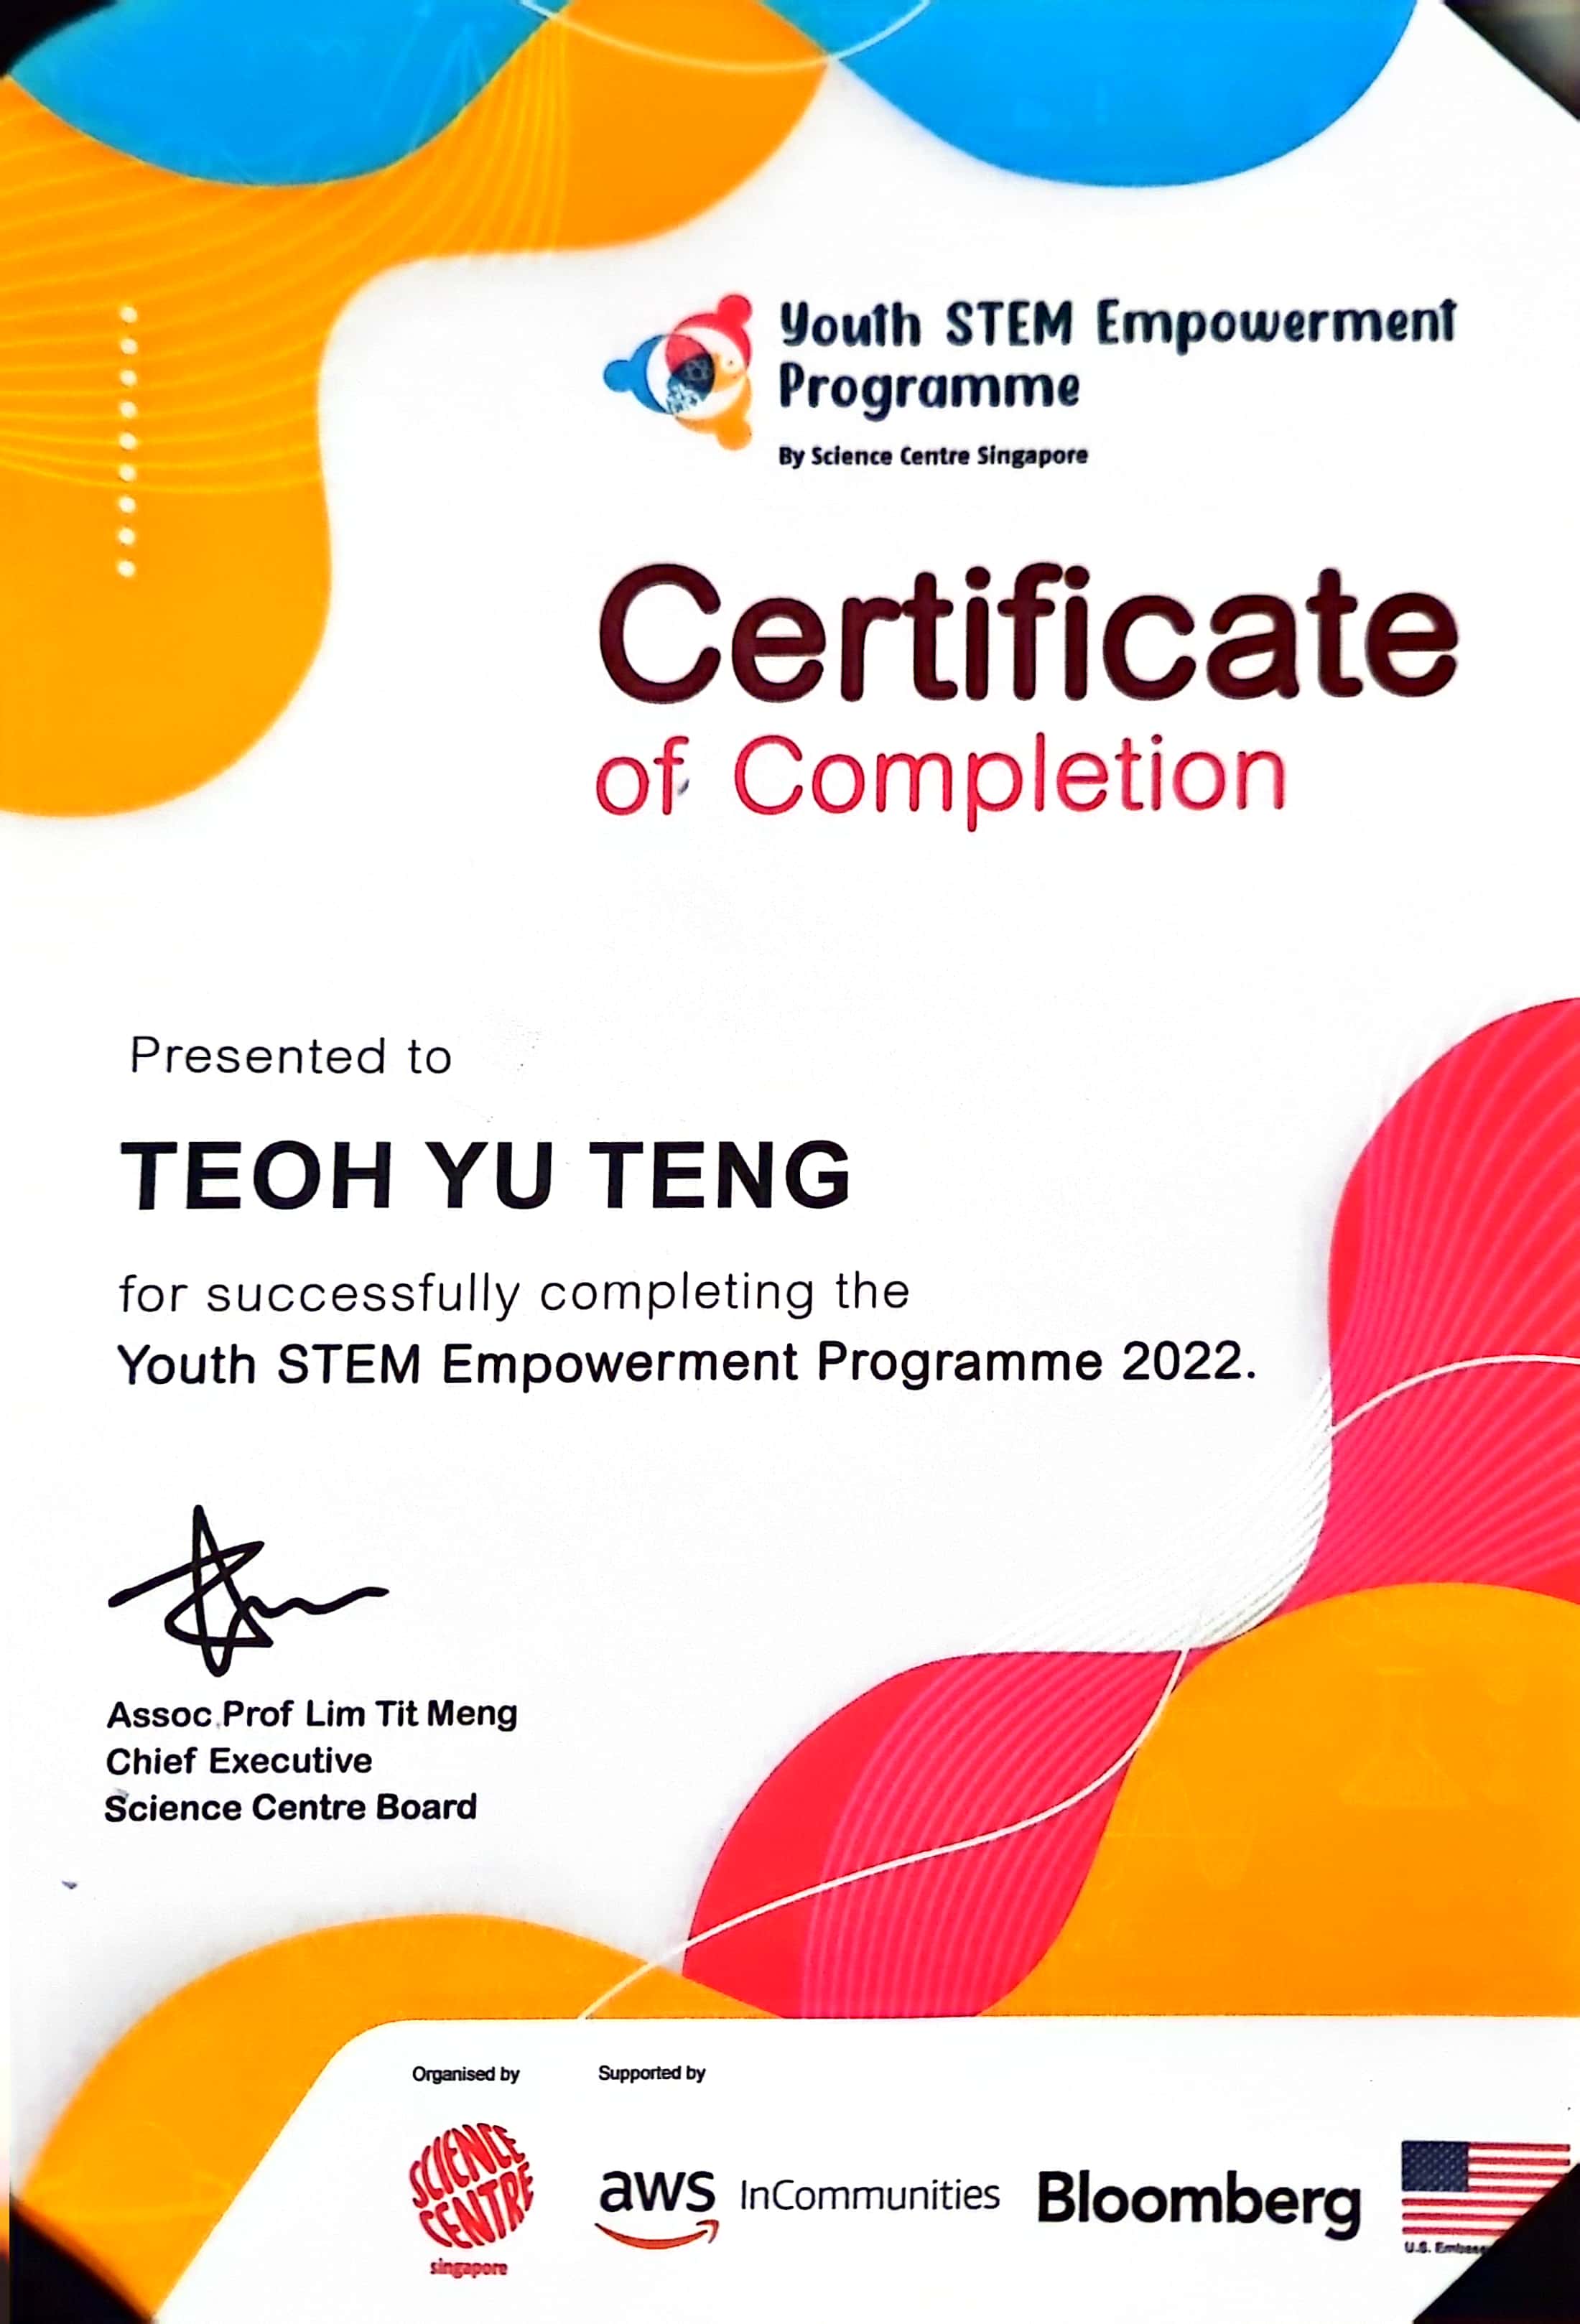 Youth STEM Empowerment
Programme
By Science Centre Singapore
Certificate
of Completion
Presented to
TEOH YU TENG
for successfully completing the
Youth STEM Empowerment Programme 2022.
Assoc Prof Lim Tit Meng
Chief Executive
Science Centre Board
Organised by
Supported by
SCIENCE
CENTRE
singapore
aws InCommunities
Bloomberg
U.S.